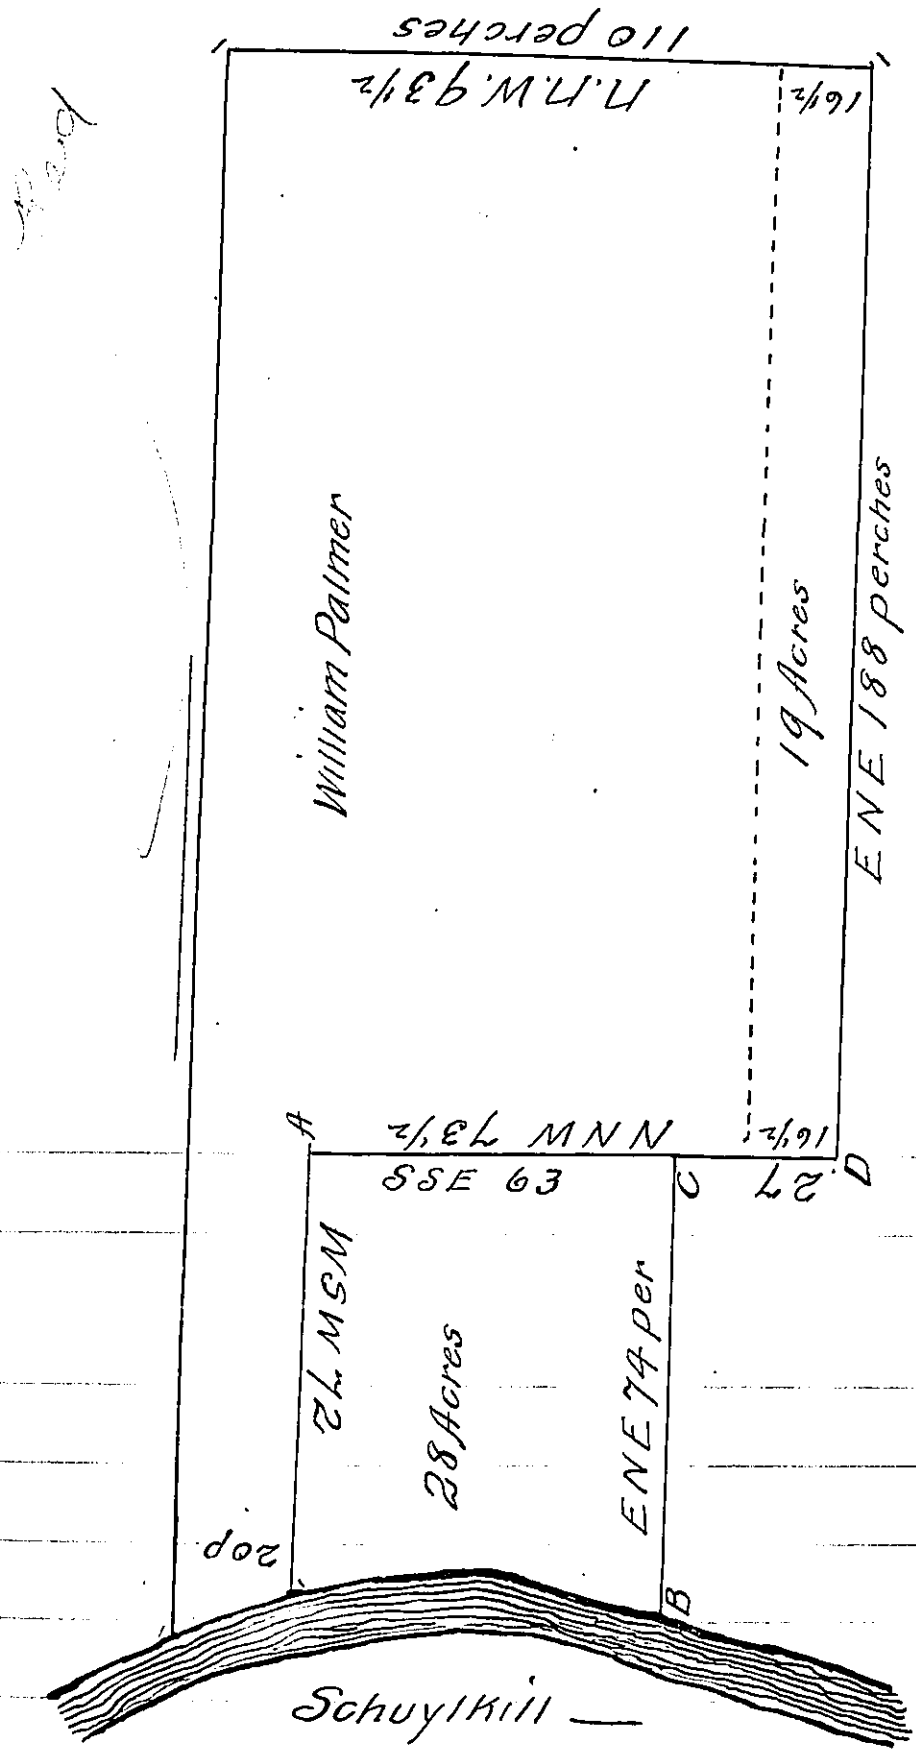 110 perches
N.N.W. 93½
16½
William Palmer
19 Acres
ENE 188 perches
A
NNW 73½
16½
SSE 63
C
27
D
WSW 72
28 Acres
ENE 74 per
20p
B
Schuylkill